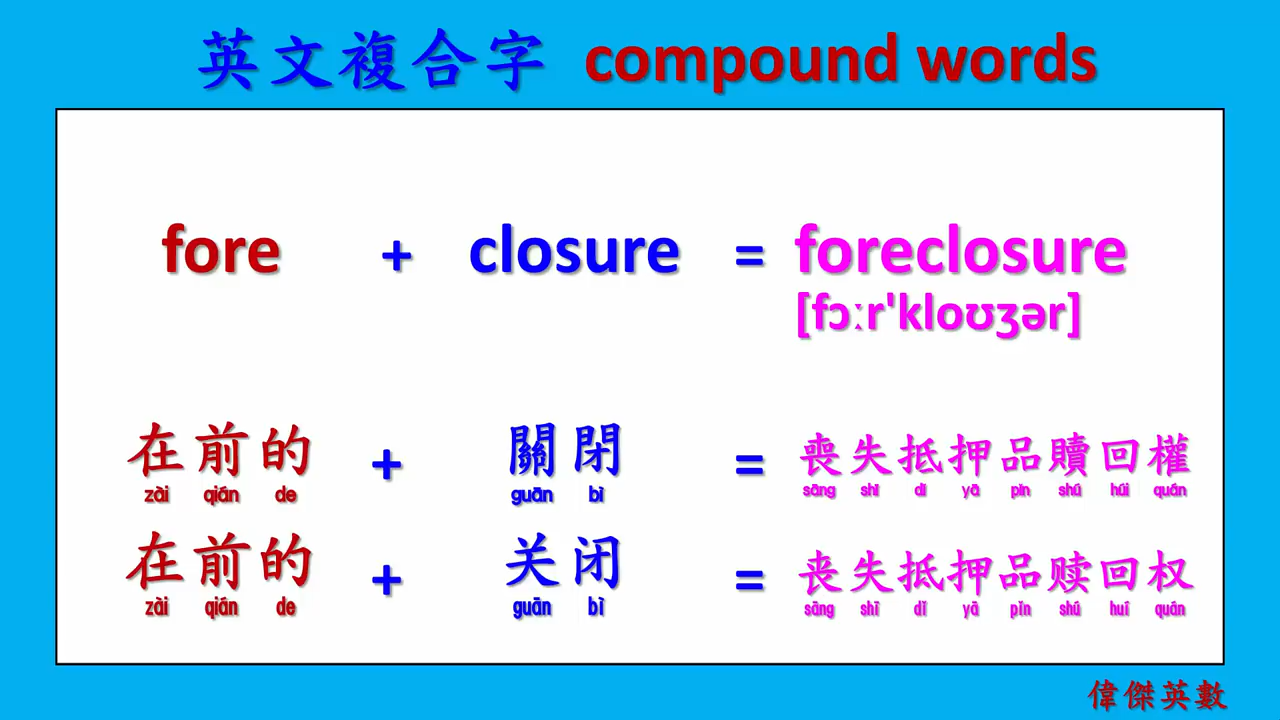 英文複合字 compound words
fore + closure = foreclosure
[fɔːr'kloʊʒər]
在前的 + 關閉 = 喪失抵押品贖回權
zài qián de guān bì sāng shī dǐ yā pǐn shú húi quán
在前的 + 关闭 = 丧失抵押品赎回权
zài qián de guān bì sāng shī dǐ yā pǐn shú huí quán
偉傑英數